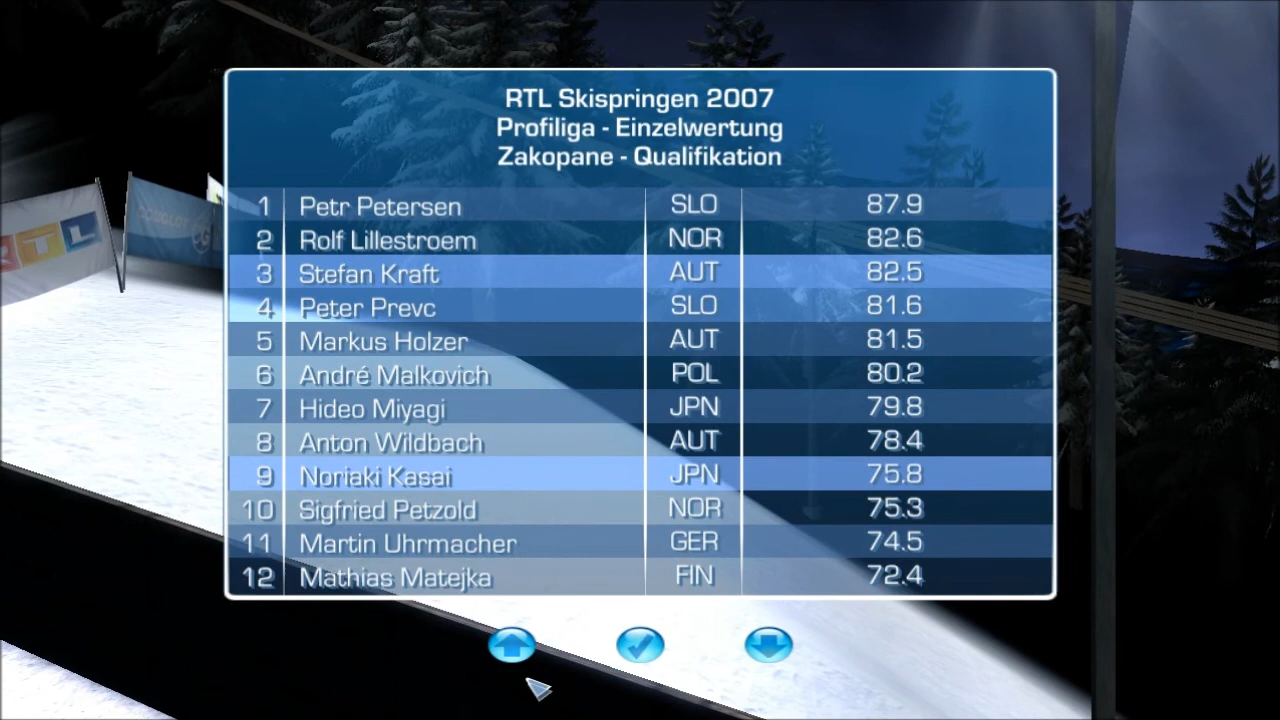 RTL Skispringen 2007
Profiliga - Einzelwertung
Zakopane - Qualifikation
1 Petr Petersen SLO 87.9
2 Rolf Lillestroem NOR 82.6
3 Stefan Kraft AUT 82.5
4 Peter Prevc SLO 81.6
5 Markus Holzer AUT 81.5
6 André Malkovich POL 80.2
7 Hideo Miyagi JPN 79.8
8 Anton Wildbach AUT 78.4
9 Noriaki Kasai JPN 75.8
10 Sigfried Petzold NOR 75.3
11 Martin Uhrmacher GER 74.5
12 Mathias Matejka FIN 72.4
RTL